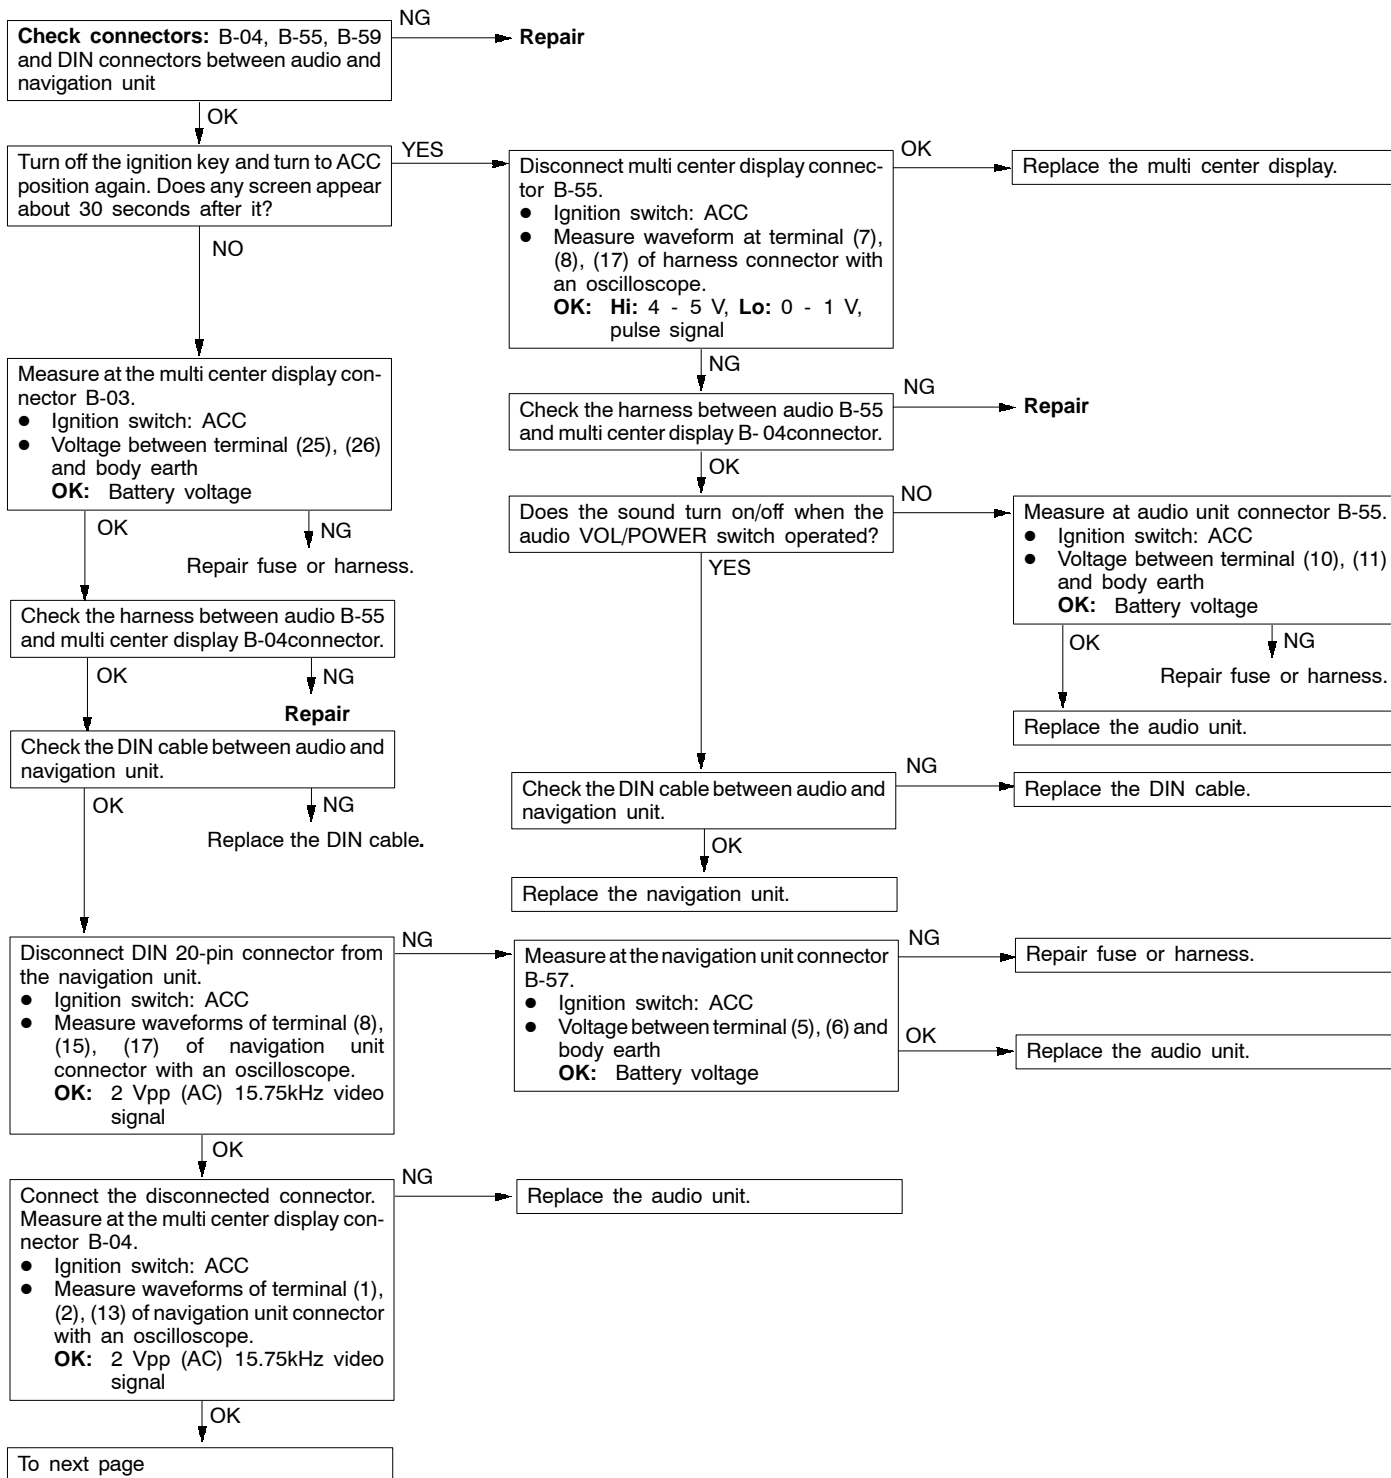 Check connectors: B-04, B-55, B-59
and DIN connectors between audio and
navigation unit
NG
Repair
OK
Turn off the ignition key and turn to ACC
position again. Does any screen appear
about 30 seconds after it?
YES
NO
Disconnect multi center display connec-
tor B-55.
● Ignition switch: ACC
● Measure waveform at terminal (7),
(8), (17) of harness connector with
an oscilloscope.
OK: Hi: 4 - 5 V, Lo: 0 - 1 V,
pulse signal
OK
Replace the multi center display.
NG
Measure at the multi center display con-
nector B-03.
● Ignition switch: ACC
● Voltage between terminal (25), (26)
and body earth
OK: Battery voltage
OK
NG
Repair fuse or harness.
Check the harness between audio B-55
and multi center display B- 04connector.
NG
Repair
OK
Does the sound turn on/off when the
audio VOL/POWER switch operated?
NO
YES
Measure at audio unit connector B-55.
● Ignition switch: ACC
● Voltage between terminal (10), (11)
and body earth
OK: Battery voltage
OK
NG
Repair fuse or harness.
Replace the audio unit.
Check the harness between audio B-55
and multi center display B-04connector.
OK
NG
Repair
Check the DIN cable between audio and
navigation unit.
OK
NG
Replace the DIN cable.
Check the DIN cable between audio and
navigation unit.
NG
Replace the DIN cable.
OK
Replace the navigation unit.
Disconnect DIN 20-pin connector from
the navigation unit.
● Ignition switch: ACC
● Measure waveforms of terminal (8),
(15), (17) of navigation unit
connector with an oscilloscope.
OK: 2 Vpp (AC) 15.75kHz video
signal
NG
Measure at the navigation unit connector
B-57.
● Ignition switch: ACC
● Voltage between terminal (5), (6) and
body earth
OK: Battery voltage
NG
Repair fuse or harness.
OK
Replace the audio unit.
OK
Connect the disconnected connector.
Measure at the multi center display con-
nector B-04.
● Ignition switch: ACC
● Measure waveforms of terminal (1),
(2), (13) of navigation unit connector
with an oscilloscope.
OK: 2 Vpp (AC) 15.75kHz video
signal
NG
Replace the audio unit.
OK
To next page